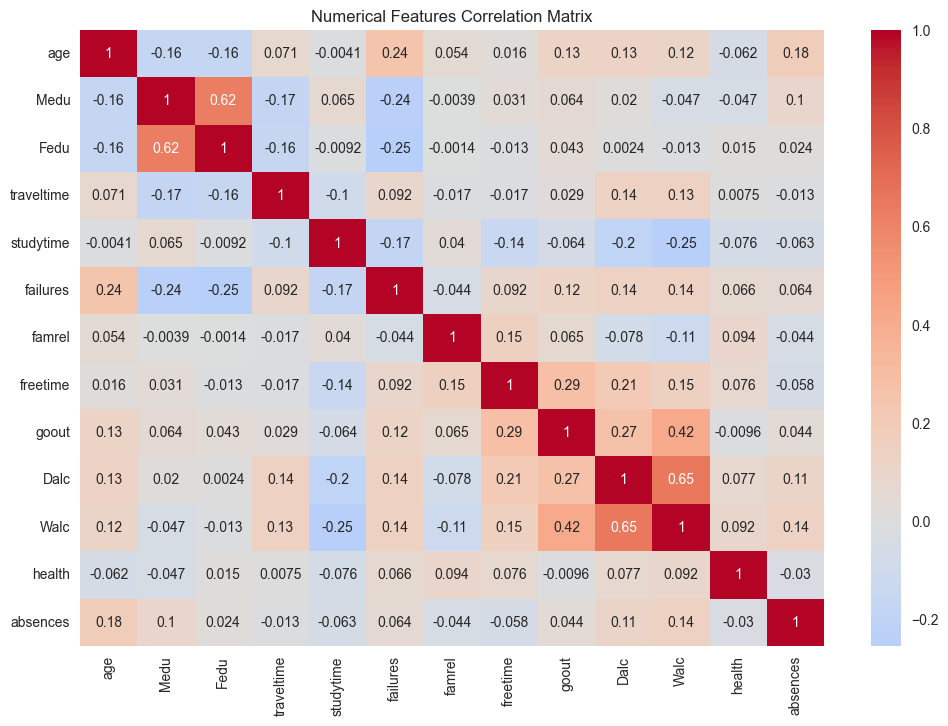 Numerical Features Correlation Matrix
age 1 -0.16 -0.16 0.071 -0.0041 0.24 0.054 0.016 0.13 0.13 0.12 -0.062 0.18
Medu -0.16 1 0.62 -0.17 0.065 -0.24 -0.0039 0.031 0.064 0.02 -0.047 -0.047 0.1
Fedu -0.16 0.62 1 -0.16 -0.0092 -0.25 -0.0014 -0.013 0.043 0.0024 -0.013 0.015 0.024
traveltime 0.071 -0.17 -0.16 1 -0.1 0.092 -0.017 -0.017 0.029 0.14 0.13 0.0075 -0.013
studytime -0.0041 0.065 -0.0092 -0.1 1 -0.17 0.04 -0.14 -0.064 -0.2 -0.25 -0.076 -0.063
failures 0.24 -0.24 -0.25 0.092 -0.17 1 -0.044 0.092 0.12 0.14 0.14 0.066 0.064
famrel 0.054 -0.0039 -0.0014 -0.017 0.04 -0.044 1 0.15 0.065 -0.078 -0.11 0.094 -0.044
freetime 0.016 0.031 -0.013 -0.017 -0.14 0.092 0.15 1 0.29 0.21 0.15 0.076 -0.058
goout 0.13 0.064 0.043 0.029 -0.064 0.12 0.065 0.29 1 0.27 0.42 -0.0096 0.044
Dalc 0.13 0.02 0.0024 0.14 -0.2 0.14 -0.078 0.21 0.27 1 0.65 0.077 0.11
Walc 0.12 -0.047 -0.013 0.13 -0.25 0.14 -0.11 0.15 0.42 0.65 1 0.092 0.14
health -0.062 -0.047 0.015 0.0075 -0.076 0.066 0.094 0.076 -0.0096 0.077 0.092 1 -0.03
absences 0.18 0.1 0.024 -0.013 -0.063 0.064 -0.044 -0.058 0.044 0.11 0.14 -0.03 1
age Medu Fedu traveltime studytime failures famrel freetime goout Dalc Walc health absences
1.0
0.8
0.6
0.4
0.2
0.0
−0.2